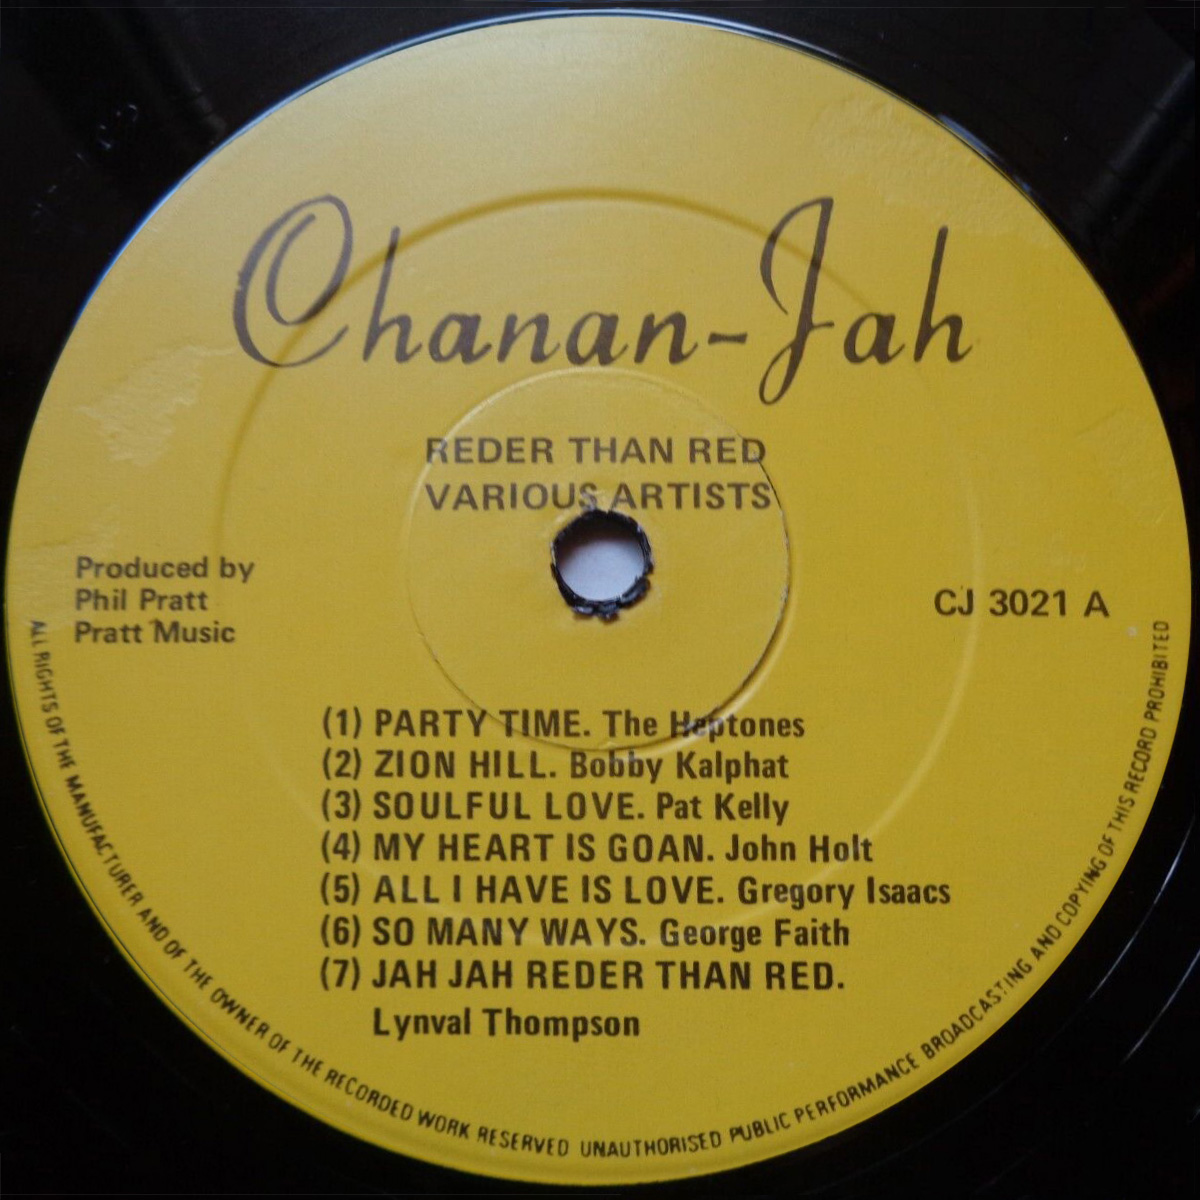 Chanan-Jah
REDER THAN RED
VARIOUS ARTISTS
Produced by
Phil Pratt
Pratt Music
CJ 3021 A
(1) PARTY TIME. The Heptones
(2) ZION HILL. Bobby Kalphat
(3) SOULFUL LOVE. Pat Kelly
(4) MY HEART IS GOAN. John Holt
(5) ALL I HAVE IS LOVE. Gregory Isaacs
(6) SO MANY WAYS. George Faith
(7) JAH JAH REDER THAN RED.
Lynval Thompson
ALL RIGHTS OF THE MANUFACTURER AND OF THE OWNER OF THE RECORDED WORK RESERVED UNAUTHORISED PUBLIC PERFORMANCE BROADCASTING AND COPYING OF THIS RECORD PROHIBITED